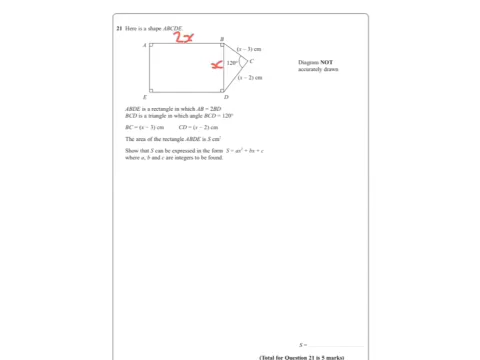 21 Here is a shape ABCDE.
2x
A
B
(x – 3) cm
x
120°
C
Diagram NOT
accurately drawn
(x – 2) cm
E
D
ABDE is a rectangle in which AB = 2BD
BCD is a triangle in which angle BCD = 120°
BC = (x – 3) cm CD = (x – 2) cm
The area of the rectangle ABDE is S cm²
Show that S can be expressed in the form S = ax² + bx + c
where a, b and c are integers to be found.
S =
(Total for Question 21 is 5 marks)